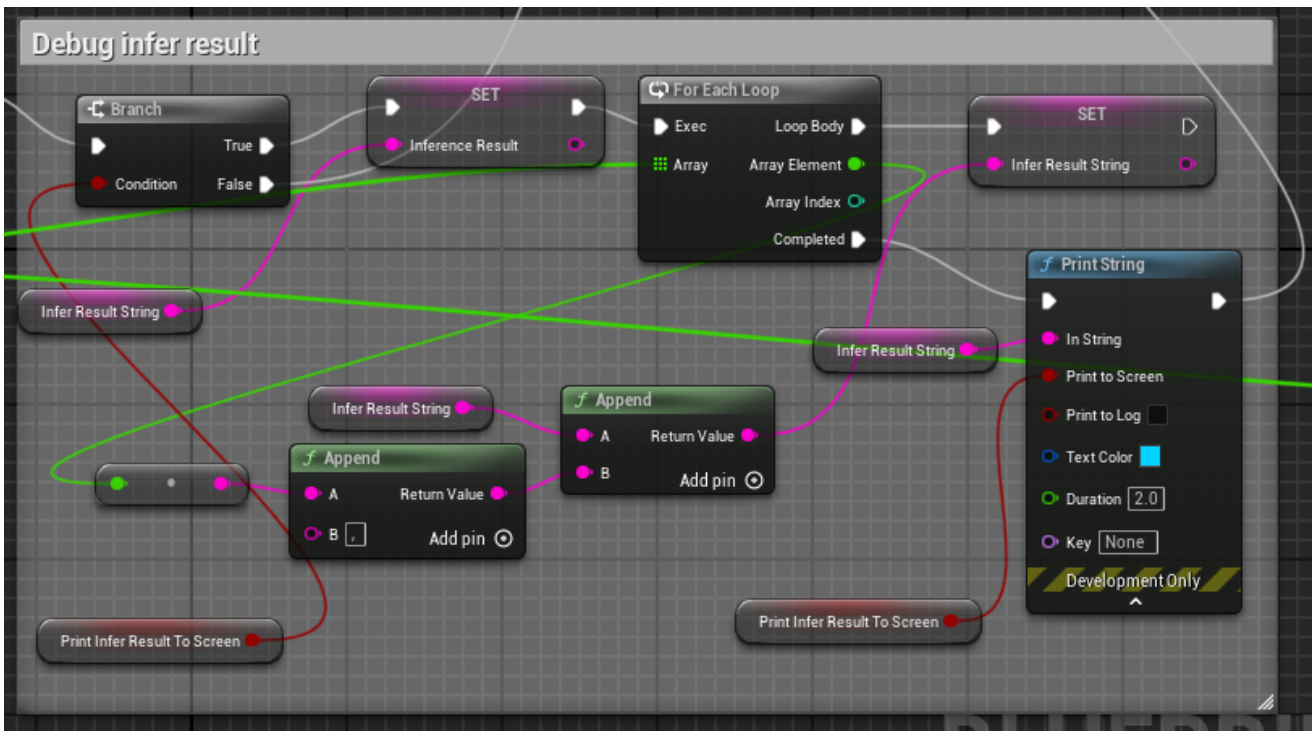 Debug infer result
Branch
True
Condition
False
SET
Inference Result
For Each Loop
Exec
Loop Body
Array
Array Element
Array Index
Completed
SET
Infer Result String
Infer Result String
Print String
In String
Print to Screen
Print to Log
Text Color
Duration 2.0
Key None
Development Only
Infer Result String
Infer Result String
Append
A
Return Value
B
Add pin
Append
A
Return Value
B ,
Add pin
Print Infer Result To Screen
Print Infer Result To Screen